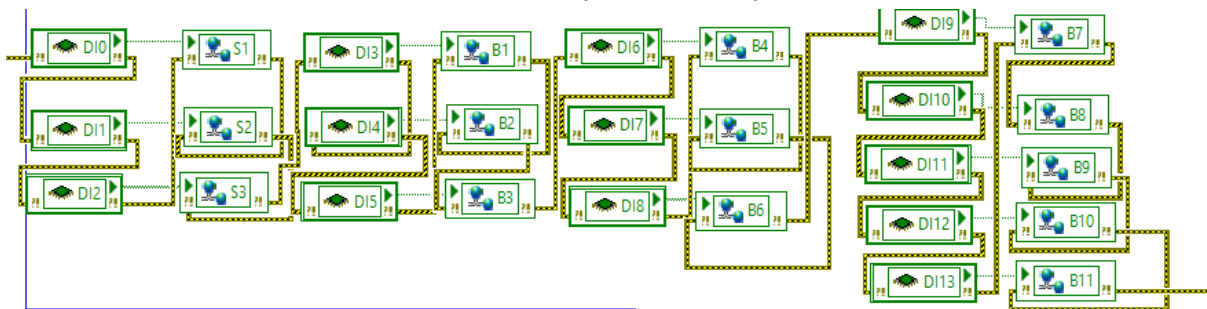 DI0
S1
DI1
S2
DI2
S3
DI3
B1
DI4
B2
DI5
B3
DI6
B4
DI7
B5
DI8
B6
DI9
B7
DI10
B8
DI11
B9
DI12
B10
DI13
B11